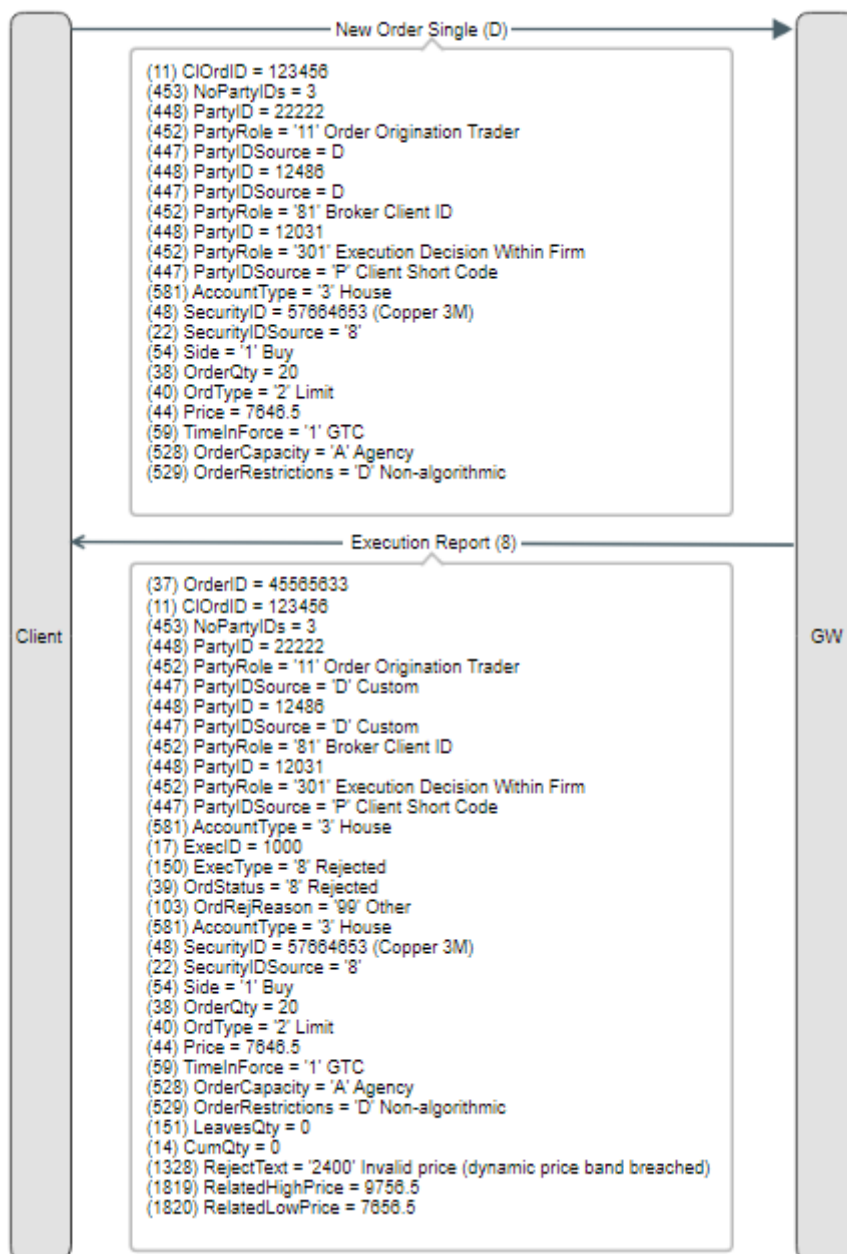 New Order Single (D)
(11) ClOrdID = 123456
(453) NoPartyIDs = 3
(448) PartyID = 22222
(452) PartyRole = '11' Order Origination Trader
(447) PartyIDSource = D
(448) PartyID = 12486
(447) PartyIDSource = D
(452) PartyRole = '81' Broker Client ID
(448) PartyID = 12031
(452) PartyRole = '301' Execution Decision Within Firm
(447) PartyIDSource = 'P' Client Short Code
(581) AccountType = '3' House
(48) SecurityID = 57664653 (Copper 3M)
(22) SecurityIDSource = '8'
(54) Side = '1' Buy
(38) OrderQty = 20
(40) OrdType = '2' Limit
(44) Price = 7646.5
(59) TimeInForce = '1' GTC
(528) OrderCapacity = 'A' Agency
(529) OrderRestrictions = 'D' Non-algorithmic
Execution Report (8)
(37) OrderID = 45565633
(11) ClOrdID = 123456
(453) NoPartyIDs = 3
(448) PartyID = 22222
(452) PartyRole = '11' Order Origination Trader
(447) PartyIDSource = 'D' Custom
(448) PartyID = 12486
(447) PartyIDSource = 'D' Custom
(452) PartyRole = '81' Broker Client ID
(448) PartyID = 12031
(452) PartyRole = '301' Execution Decision Within Firm
(447) PartyIDSource = 'P' Client Short Code
(581) AccountType = '3' House
(17) ExecID = 1000
(150) ExecType = '8' Rejected
(39) OrdStatus = '8' Rejected
(103) OrdRejReason = '99' Other
(581) AccountType = '3' House
(48) SecurityID = 57664653 (Copper 3M)
(22) SecurityIDSource = '8'
(54) Side = '1' Buy
(38) OrderQty = 20
(40) OrdType = '2' Limit
(44) Price = 7646.5
(59) TimeInForce = '1' GTC
(528) OrderCapacity = 'A' Agency
(529) OrderRestrictions = 'D' Non-algorithmic
(151) LeavesQty = 0
(14) CumQty = 0
(1328) RejectText = '2400' Invalid price (dynamic price band breached)
(1819) RelatedHighPrice = 9756.5
(1820) RelatedLowPrice = 7656.5
Client
GW